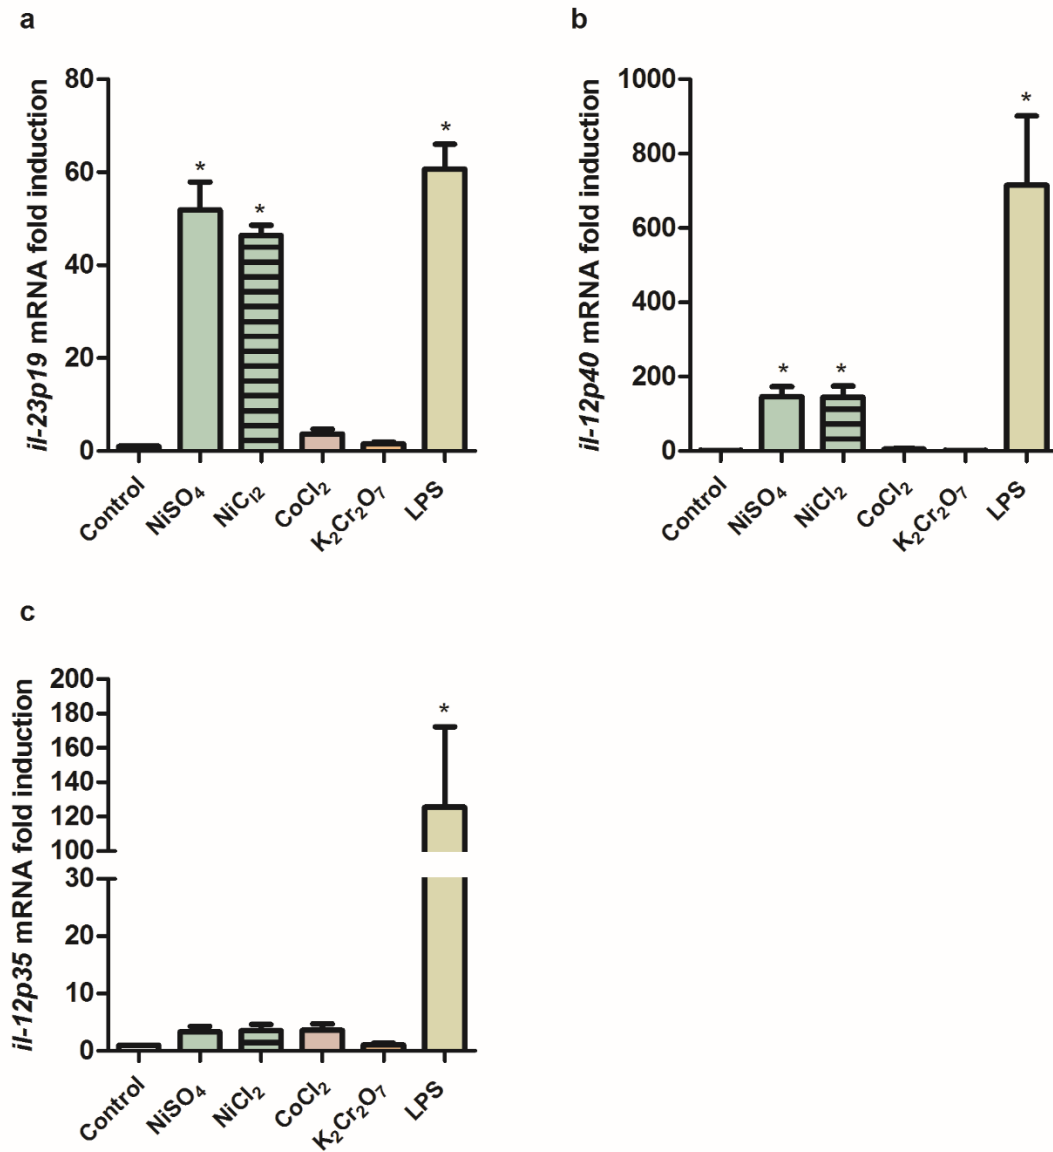 a
il-23p19 mRNA fold induction
80
60
40
20
0
*
*
*
Control
NiSO₄
NiC₁₂
CoCl₂
K₂Cr₂O₇
LPS
b
il-12p40 mRNA fold induction
1000
800
600
400
200
0
*
*
*
Control
NiSO₄
NiCl₂
CoCl₂
K₂Cr₂O₇
LPS
c
il-12p35 mRNA fold induction
200
180
160
140
120
100
30
20
10
0
*
Control
NiSO₄
NiCl₂
CoCl₂
K₂Cr₂O₇
LPS